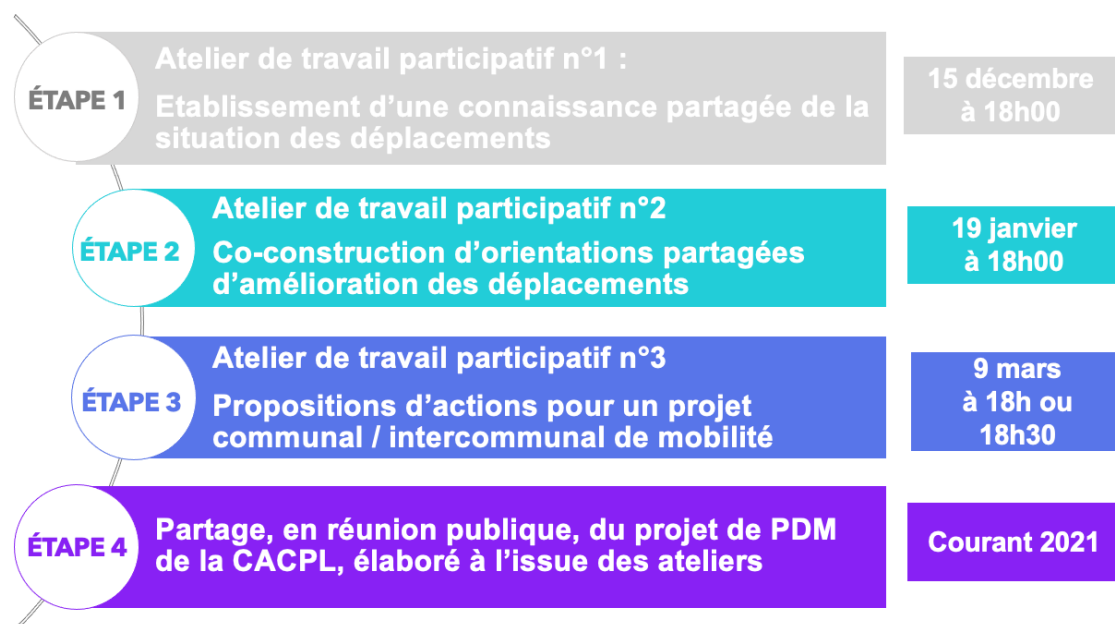 ÉTAPE 1
Atelier de travail participatif n°1 :
Etablissement d’une connaissance partagée de la
situation des déplacements
15 décembre
à 18h00
ÉTAPE 2
Atelier de travail participatif n°2
Co-construction d’orientations partagées
d’amélioration des déplacements
19 janvier
à 18h00
ÉTAPE 3
Atelier de travail participatif n°3
Propositions d’actions pour un projet
communal / intercommunal de mobilité
9 mars
à 18h ou
18h30
ÉTAPE 4
Partage, en réunion publique, du projet de PDM
de la CACPL, élaboré à l’issue des ateliers
Courant 2021